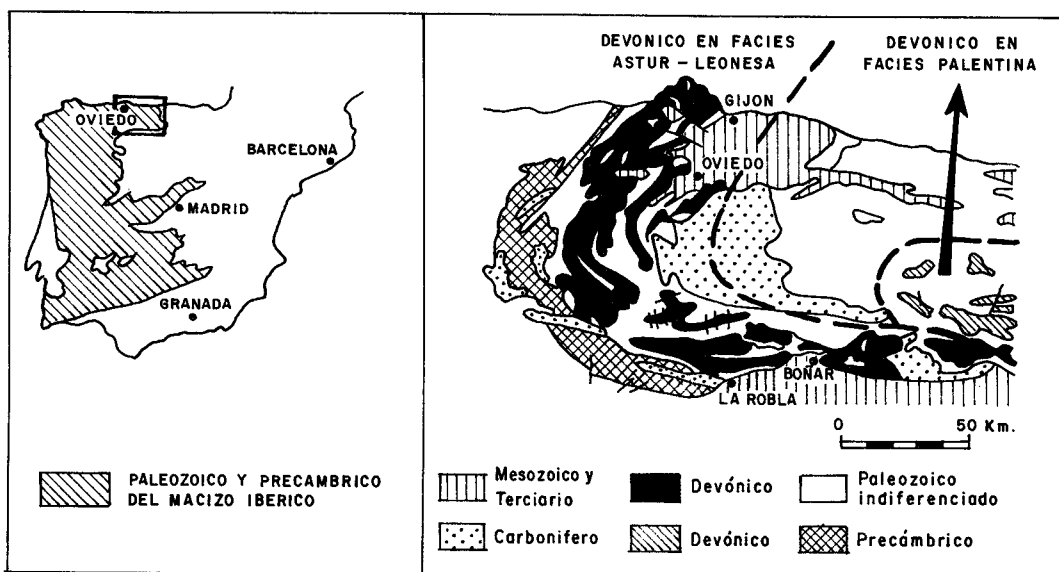 OVIEDO
BARCELONA
MADRID
GRANADA
PALEOZOICO Y PRECAMBRICO
DEL MACIZO IBERICO
DEVONICO EN FACIES
ASTUR - LEONESA
DEVONICO EN
FACIES PALENTINA
GIJON
OVIEDO
BOÑAR
LA ROBLA
0 50 Km.
Mesozoico y
Terciario
Devónico
Paleozoico
indiferenciado
Carbonifero
Devónico
Precámbrico